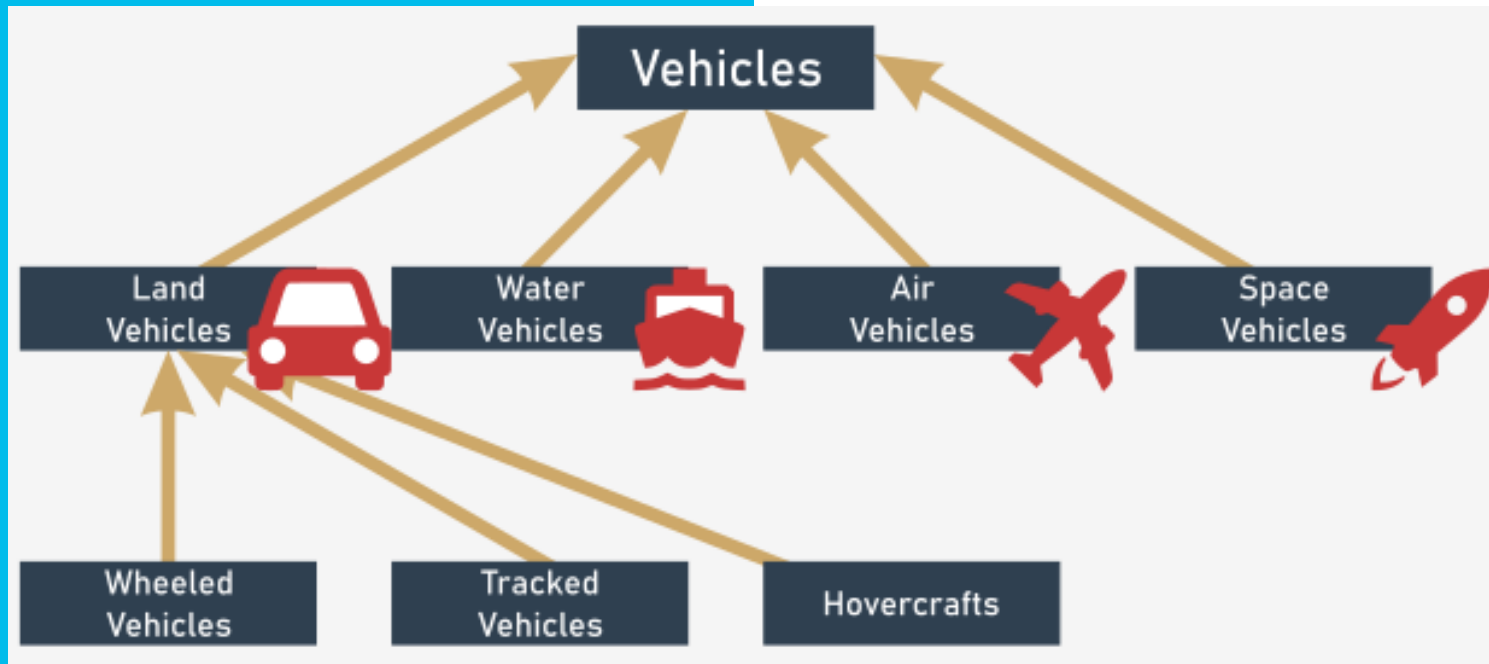 Vehicles
Land
Vehicles
Water
Vehicles
Air
Vehicles
Space
Vehicles
Wheeled
Vehicles
Tracked
Vehicles
Hovercrafts